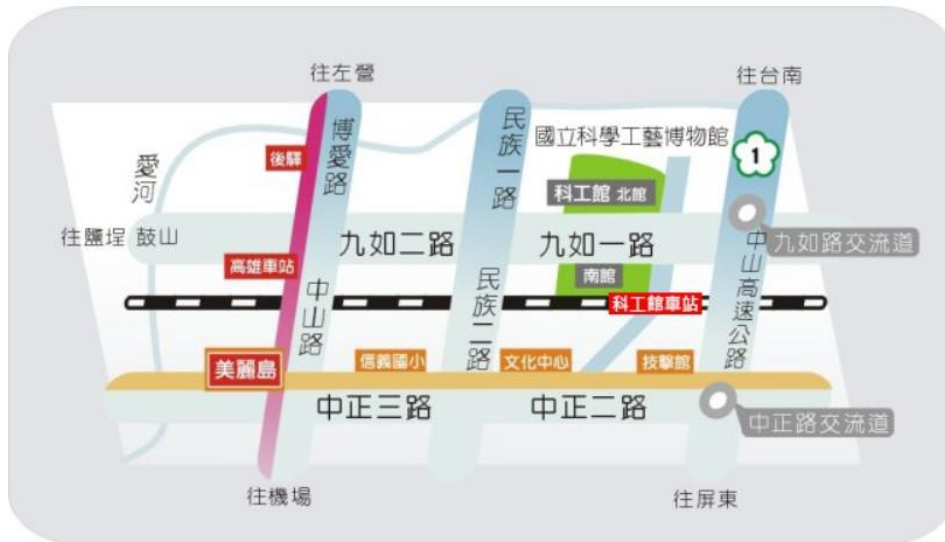 往左營
往台南
博愛路
民族一路
國立科學工藝博物館
1
後驛
愛河
科工館 北館
往鹽埕 鼓山
九如二路
九如一路
九如路交流道
高雄車站
南館
中山路
民族二路
科工館車站
中山高速公路
美麗島
信義國小
文化中心
技擊館
中正三路
中正二路
中正路交流道
往機場
往屏東